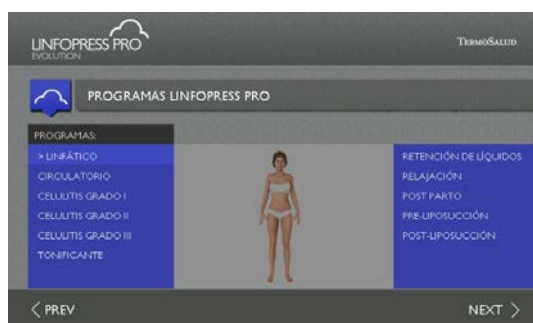 LINFOPRESS PRO
EVOLUTION
TERMOSALUD
PROGRAMAS LINFOPRESS PRO
PROGRAMAS:
> LINFÁTICO
CIRCULATORIO
CELULITIS GRADO I
CELULITIS GRADO II
CELULITIS GRADO III
TONIFICANTE
RETENCIÓN DE LÍQUIDOS
RELAJACIÓN
POST PARTO
PRE-LIPOSUCCIÓN
POST-LIPOSUCCIÓN
< PREV
NEXT >